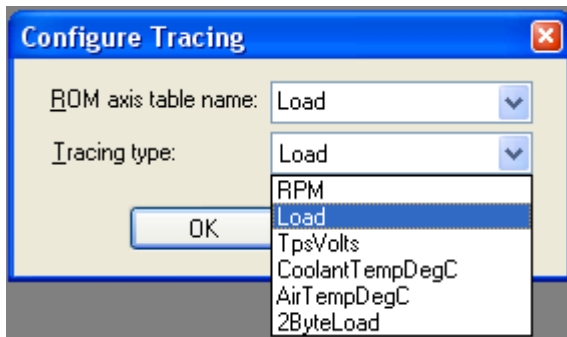 Configure Tracing
ROM axis table name: Load
Tracing type: Load
RPM
Load
OK
TpsVolts
CoolantTempDegC
AirTempDegC
2ByteLoad